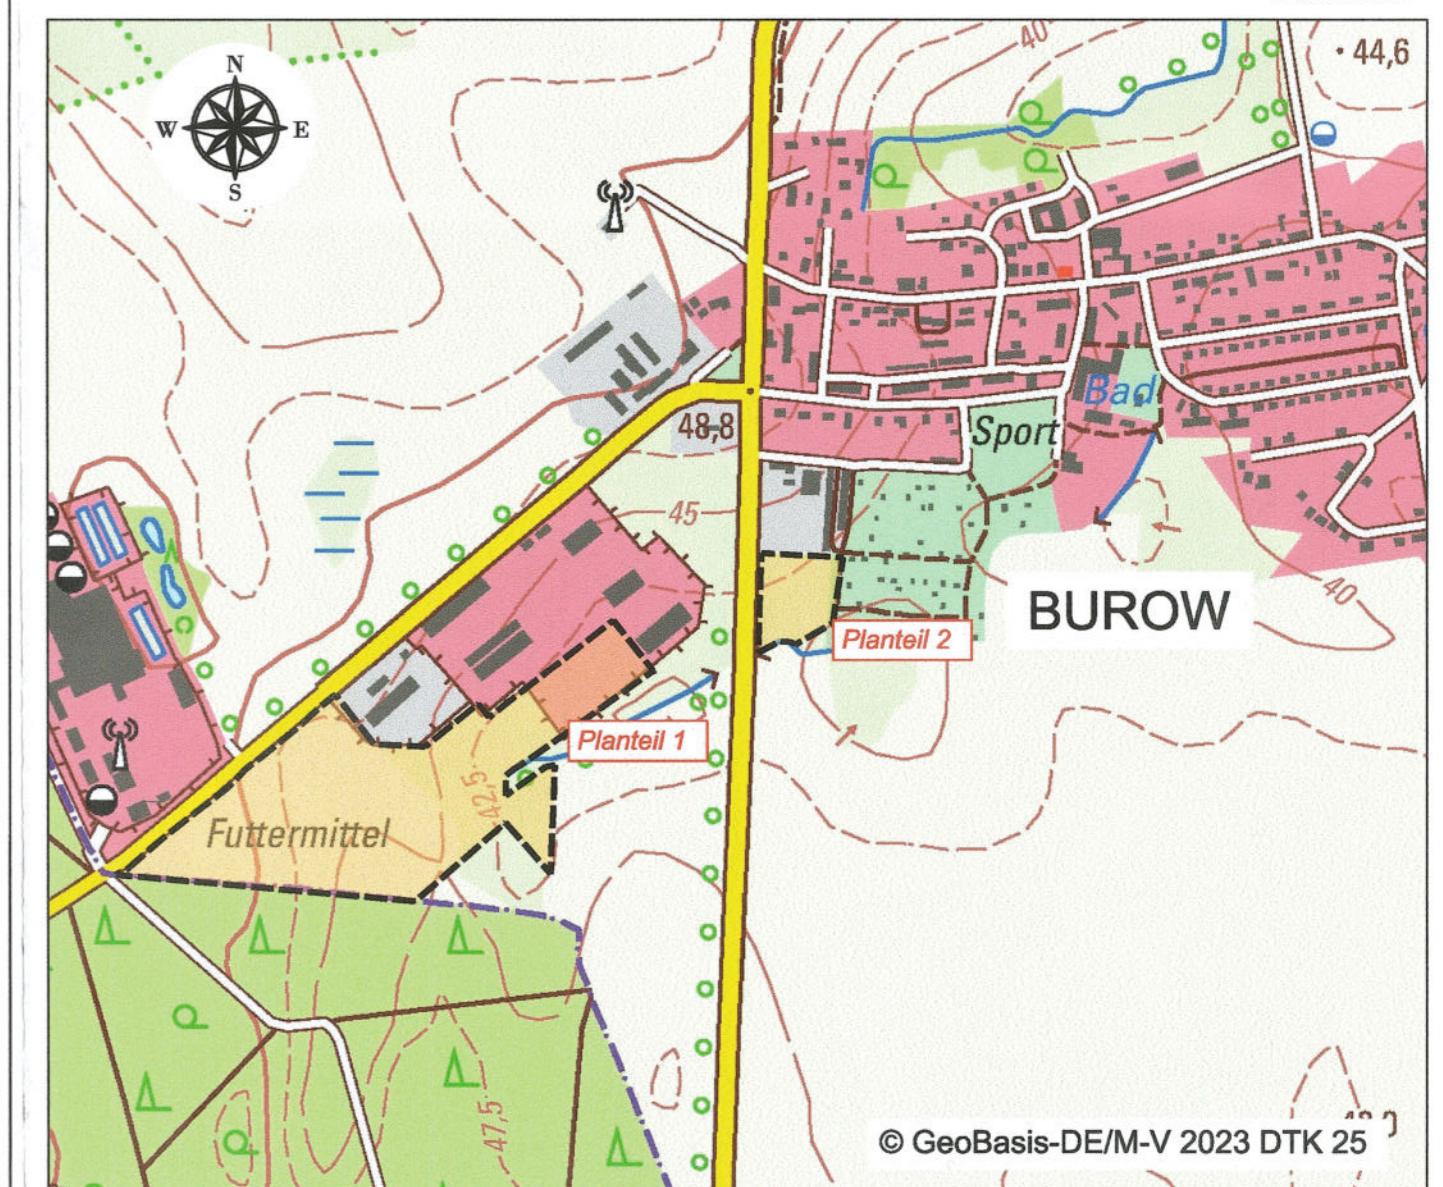 N
W E
S
40
44,6
48,8
Bad
Sport
45
BUROW
40
Planteil 2
Planteil 1
42,5
Futtermittel
47,5
© GeoBasis-DE/M-V 2023 DTK 25